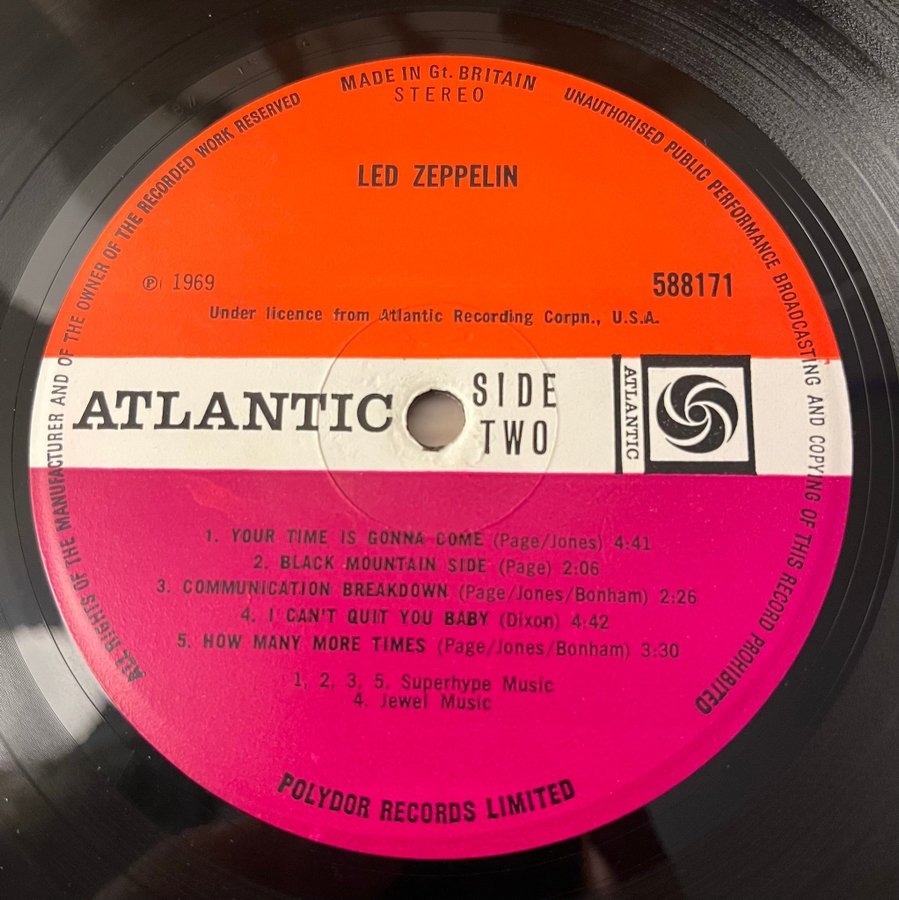 MADE IN Gt. BRITAIN
STEREO
ALL RIGHTS OF THE MANUFACTURER AND OF THE OWNER OF THE RECORDED WORK RESERVED
UNAUTHORISED PUBLIC PERFORMANCE BROADCASTING AND COPYING OF THIS RECORD PROHIBITED
LED ZEPPELIN
℗ 1969
588171
Under licence from Atlantic Recording Corpn., U.S.A.
ATLANTIC
SIDE
TWO
ATLANTIC
1. YOUR TIME IS GONNA COME (Page/Jones) 4:41
2. BLACK MOUNTAIN SIDE (Page) 2:06
3. COMMUNICATION BREAKDOWN (Page/Jones/Bonham) 2:26
4. I CAN'T QUIT YOU BABY (Dixon) 4:42
5. HOW MANY MORE TIMES (Page/Jones/Bonham) 3:30
1, 2, 3, 5. Superhype Music
4. Jewel Music
POLYDOR RECORDS LIMITED